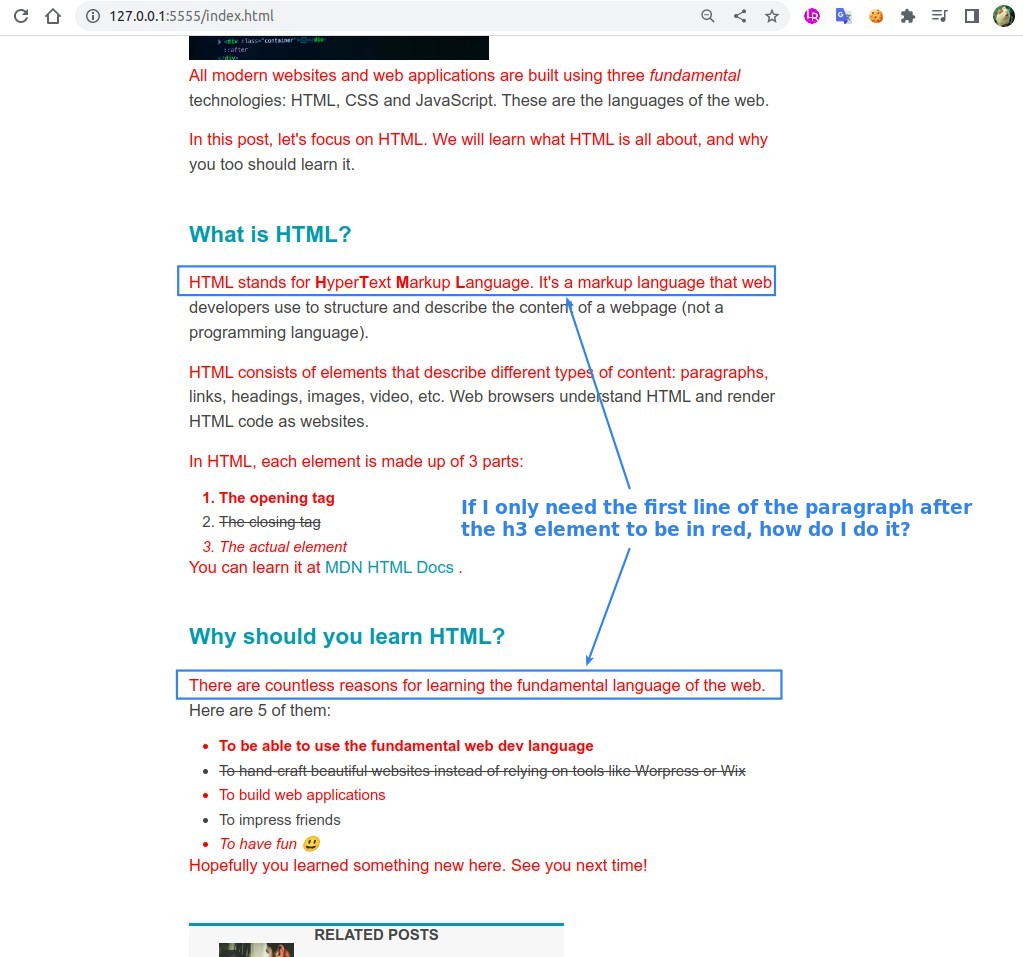 127.0.0.1:5555/index.html
<div class="container"></div>
::after
</div>
All modern websites and web applications are built using three fundamental
technologies: HTML, CSS and JavaScript. These are the languages of the web.
In this post, let's focus on HTML. We will learn what HTML is all about, and why
you too should learn it.
What is HTML?
HTML stands for HyperText Markup Language. It's a markup language that web
developers use to structure and describe the content of a webpage (not a
programming language).
HTML consists of elements that describe different types of content: paragraphs,
links, headings, images, video, etc. Web browsers understand HTML and render
HTML code as websites.
In HTML, each element is made up of 3 parts:
1. The opening tag
2. The closing tag
3. The actual element
If I only need the first line of the paragraph after
the h3 element to be in red, how do I do it?
You can learn it at MDN HTML Docs .
Why should you learn HTML?
There are countless reasons for learning the fundamental language of the web.
Here are 5 of them:
• To be able to use the fundamental web dev language
• To hand-craft beautiful websites instead of relying on tools like Worpress or Wix
• To build web applications
• To impress friends
• To have fun 😃
Hopefully you learned something new here. See you next time!
RELATED POSTS